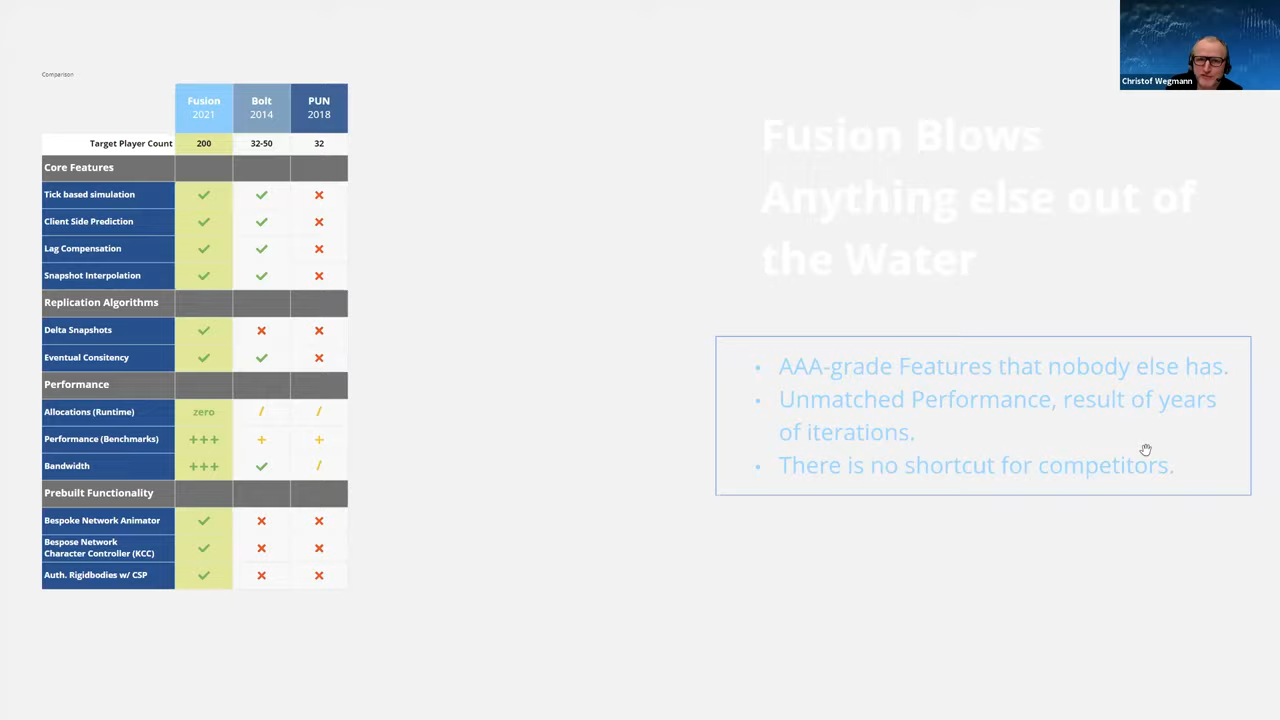 Christof Wegmann
Comparison
Fusion Bolt PUN
2021 2014 2018
Target Player Count 200 32-50 32
Core Features
Tick based simulation
Client Side Prediction
Lag Compensation
Snapshot Interpolation
Replication Algorithms
Delta Snapshots
Eventual Consitency
Performance
Allocations (Runtime) zero / /
Performance (Benchmarks) +++ + +
Bandwidth +++ /
Prebuilt Functionality
Bespoke Network Animator
Bespose Network
Character Controller (KCC)
Auth. Rigidbodies w/ CSP
Fusion Blows
Anything else out of
the Water
• AAA-grade Features that nobody else has.
• Unmatched Performance, result of years
of iterations.
• There is no shortcut for competitors.